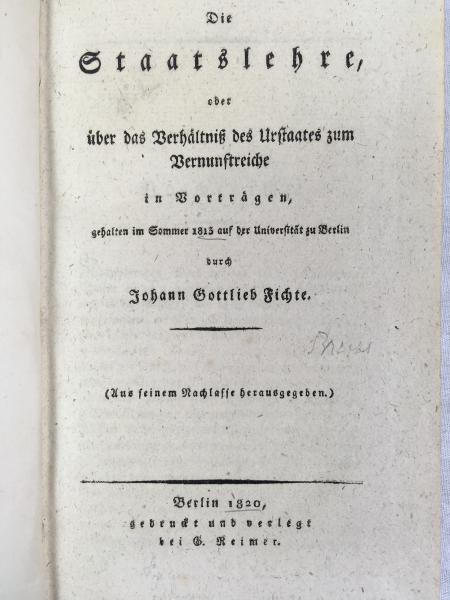 Die
Staatslehre,
oder
über das Verhältniß des Urstaates zum
Vernunftreiche
in Vorträgen,
gehalten im Sommer 1813 auf der Universität zu Berlin
durch
Johann Gottlieb Fichte.
(Aus seinem Nachlasse herausgegeben.)
Berlin 1820,
gedruckt und verlegt
bei G. Reimer.